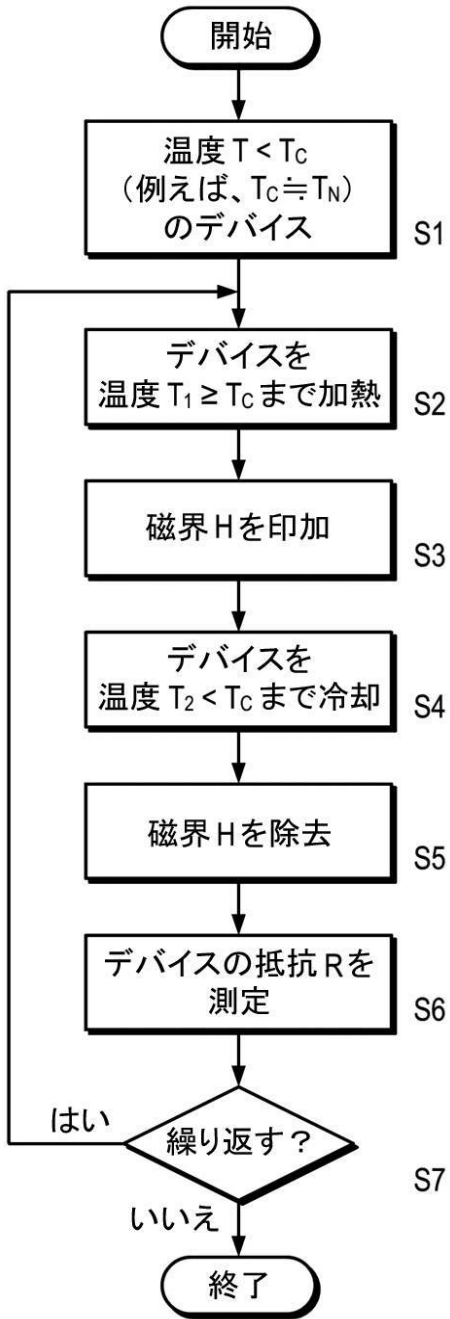 開始
温度 T < TC
(例えば、TC≒TN)
のデバイス
S1
デバイスを
温度 T1 ≥ TC まで加熱
S2
磁界 H を印加
S3
デバイスを
温度 T2 < TC まで冷却
S4
磁界 H を除去
S5
デバイスの抵抗 R を
測定
S6
はい
繰り返す？
S7
いいえ
終了